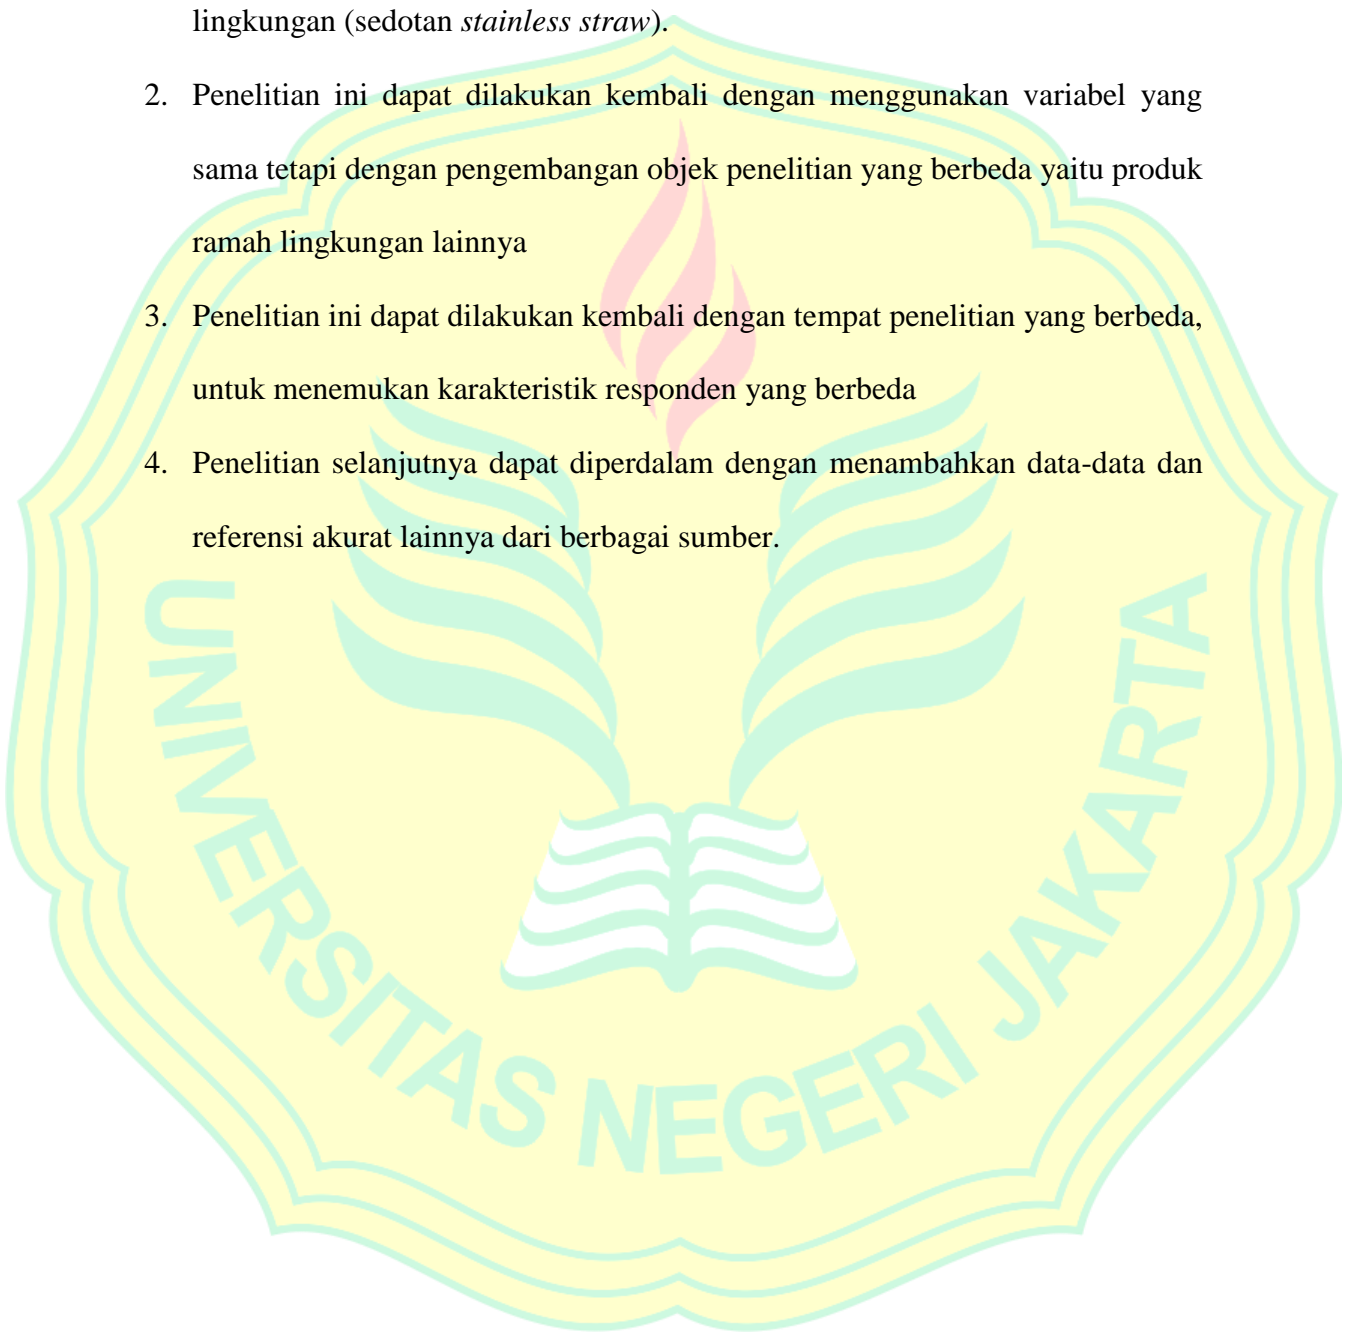 lingkungan (sedotan stainless straw).
2. Penelitian ini dapat dilakukan kembali dengan menggunakan variabel yang
sama tetapi dengan pengembangan objek penelitian yang berbeda yaitu produk
ramah lingkungan lainnya
3. Penelitian ini dapat dilakukan kembali dengan tempat penelitian yang berbeda,
untuk menemukan karakteristik responden yang berbeda
4. Penelitian selanjutnya dapat diperdalam dengan menambahkan data-data dan
referensi akurat lainnya dari berbagai sumber.
UNIVERSITAS NEGERI JAKARTA